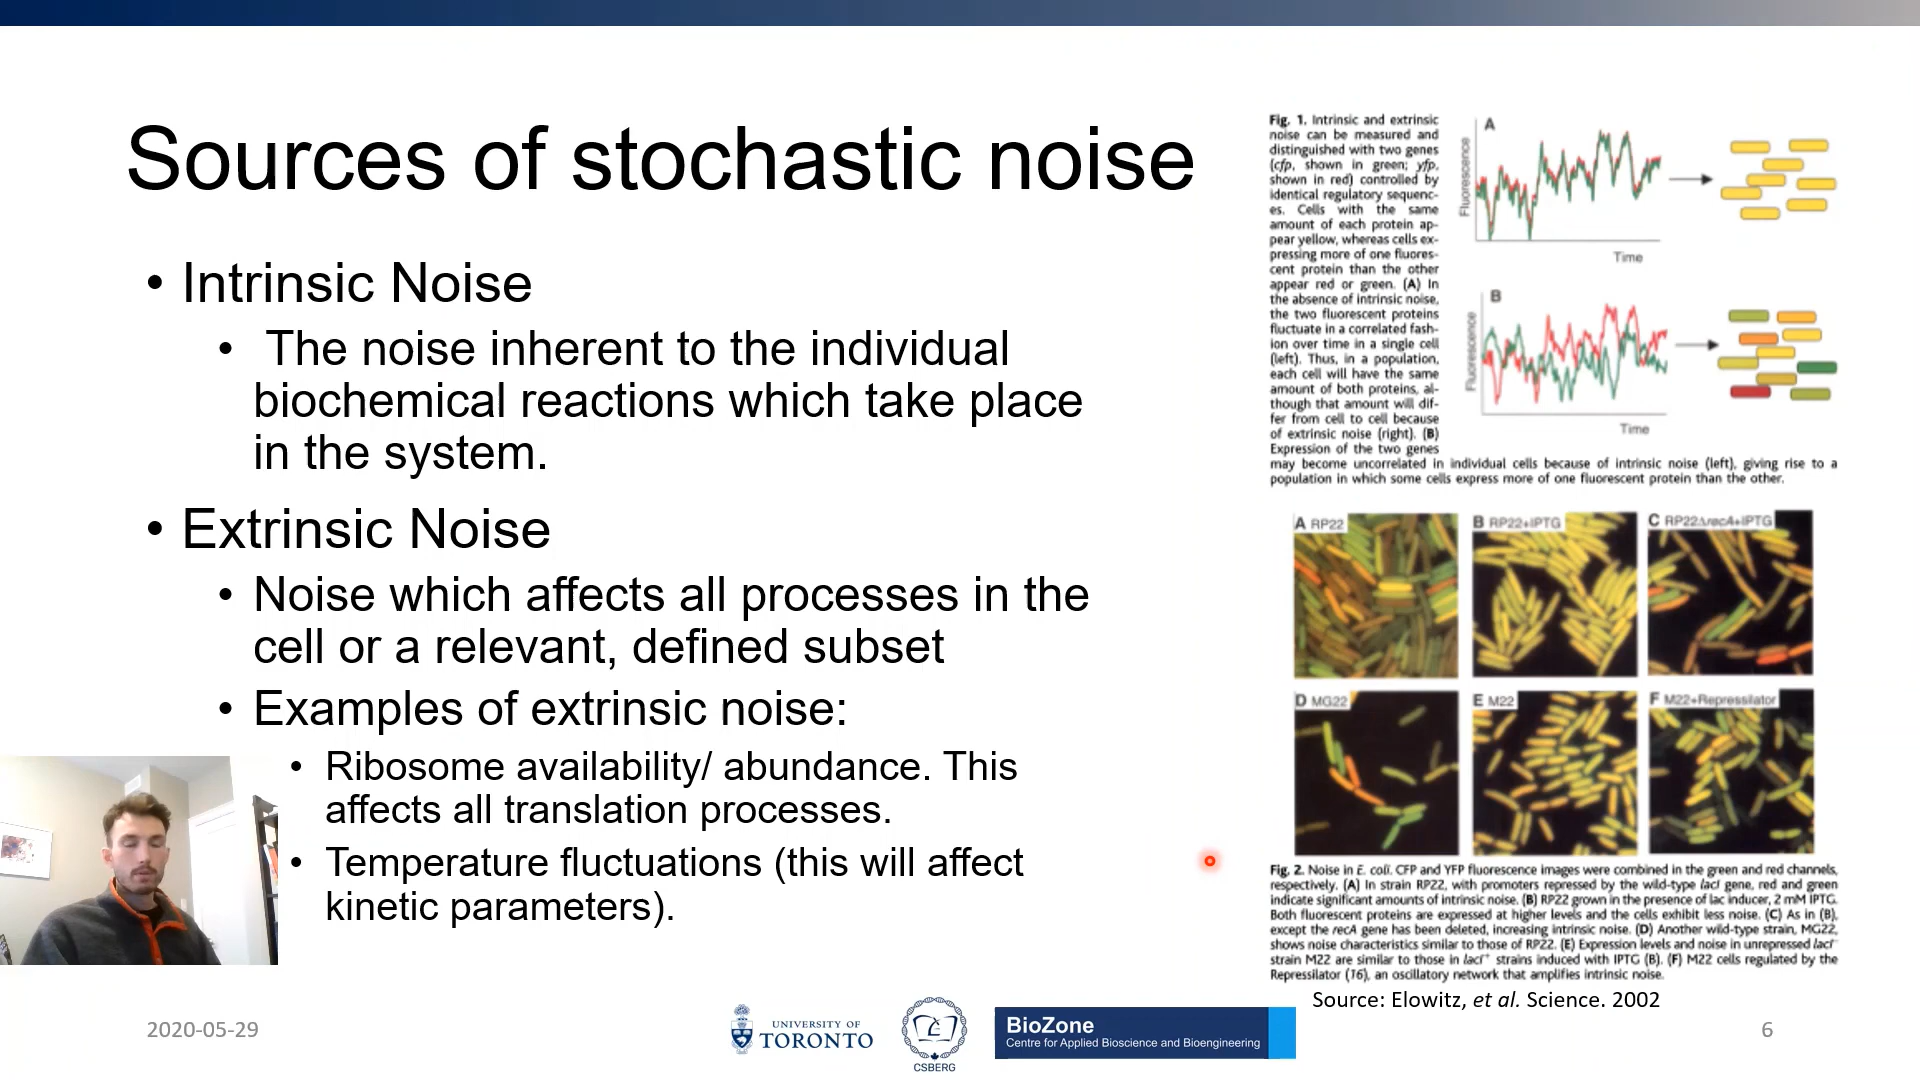 Sources of stochastic noise
• Intrinsic Noise
• The noise inherent to the individual
biochemical reactions which take place
in the system.
• Extrinsic Noise
• Noise which affects all processes in the
cell or a relevant, defined subset
• Examples of extrinsic noise:
• Ribosome availability/ abundance. This
affects all translation processes.
• Temperature fluctuations (this will affect
kinetic parameters).
Fig. 1. Intrinsic and extrinsic
noise can be measured and
distinguished with two genes
(cfp, shown in green; yfp,
shown in red) controlled by
identical regulatory sequenc-
es. Cells with the same
amount of each protein ap-
pear yellow, whereas cells ex-
pressing more of one fluores-
cent protein than the other
appear red or green. (A) In
the absence of intrinsic noise,
the two fluorescent proteins
fluctuate in a correlated fash-
ion over time in a single cell
(left). Thus, in a population,
each cell will have the same
amount of both proteins, al-
though that amount will dif-
fer from cell to cell because
of extrinsic noise (right). (B)
Expression of the two genes
may become uncorrelated in individual cells because of intrinsic noise (left), giving rise to a
population in which some cells express more of one fluorescent protein than the other.
A
Fluorescence
Time
B
Fluorescence
Time
A RP22
B RP22+IPTG
C RP22ΔrecA+IPTG
D MG22
E M22
F M22+Repressilator
Fig. 2. Noise in E. coli. CFP and YFP fluorescence images were combined in the green and red channels,
respectively. (A) In strain RP22, with promoters repressed by the wild-type lacI gene, red and green
indicate significant amounts of intrinsic noise. (B) RP22 grown in the presence of lac inducer, 2 mM IPTG.
Both fluorescent proteins are expressed at higher levels and the cells exhibit less noise. (C) As in (B),
except the recA gene has been deleted, increasing intrinsic noise. (D) Another wild-type strain, MG22,
shows noise characteristics similar to those of RP22. (E) Expression levels and noise in unrepressed lacI⁻
strain M22 are similar to those in lacI⁺ strains induced with IPTG (B). (F) M22 cells regulated by the
Repressilator (16), an oscillatory network that amplifies intrinsic noise.
Source: Elowitz, et al. Science. 2002
2020-05-29
UNIVERSITY OF
TORONTO
CSBERG
BioZone
Centre for Applied Bioscience and Bioengineering
6